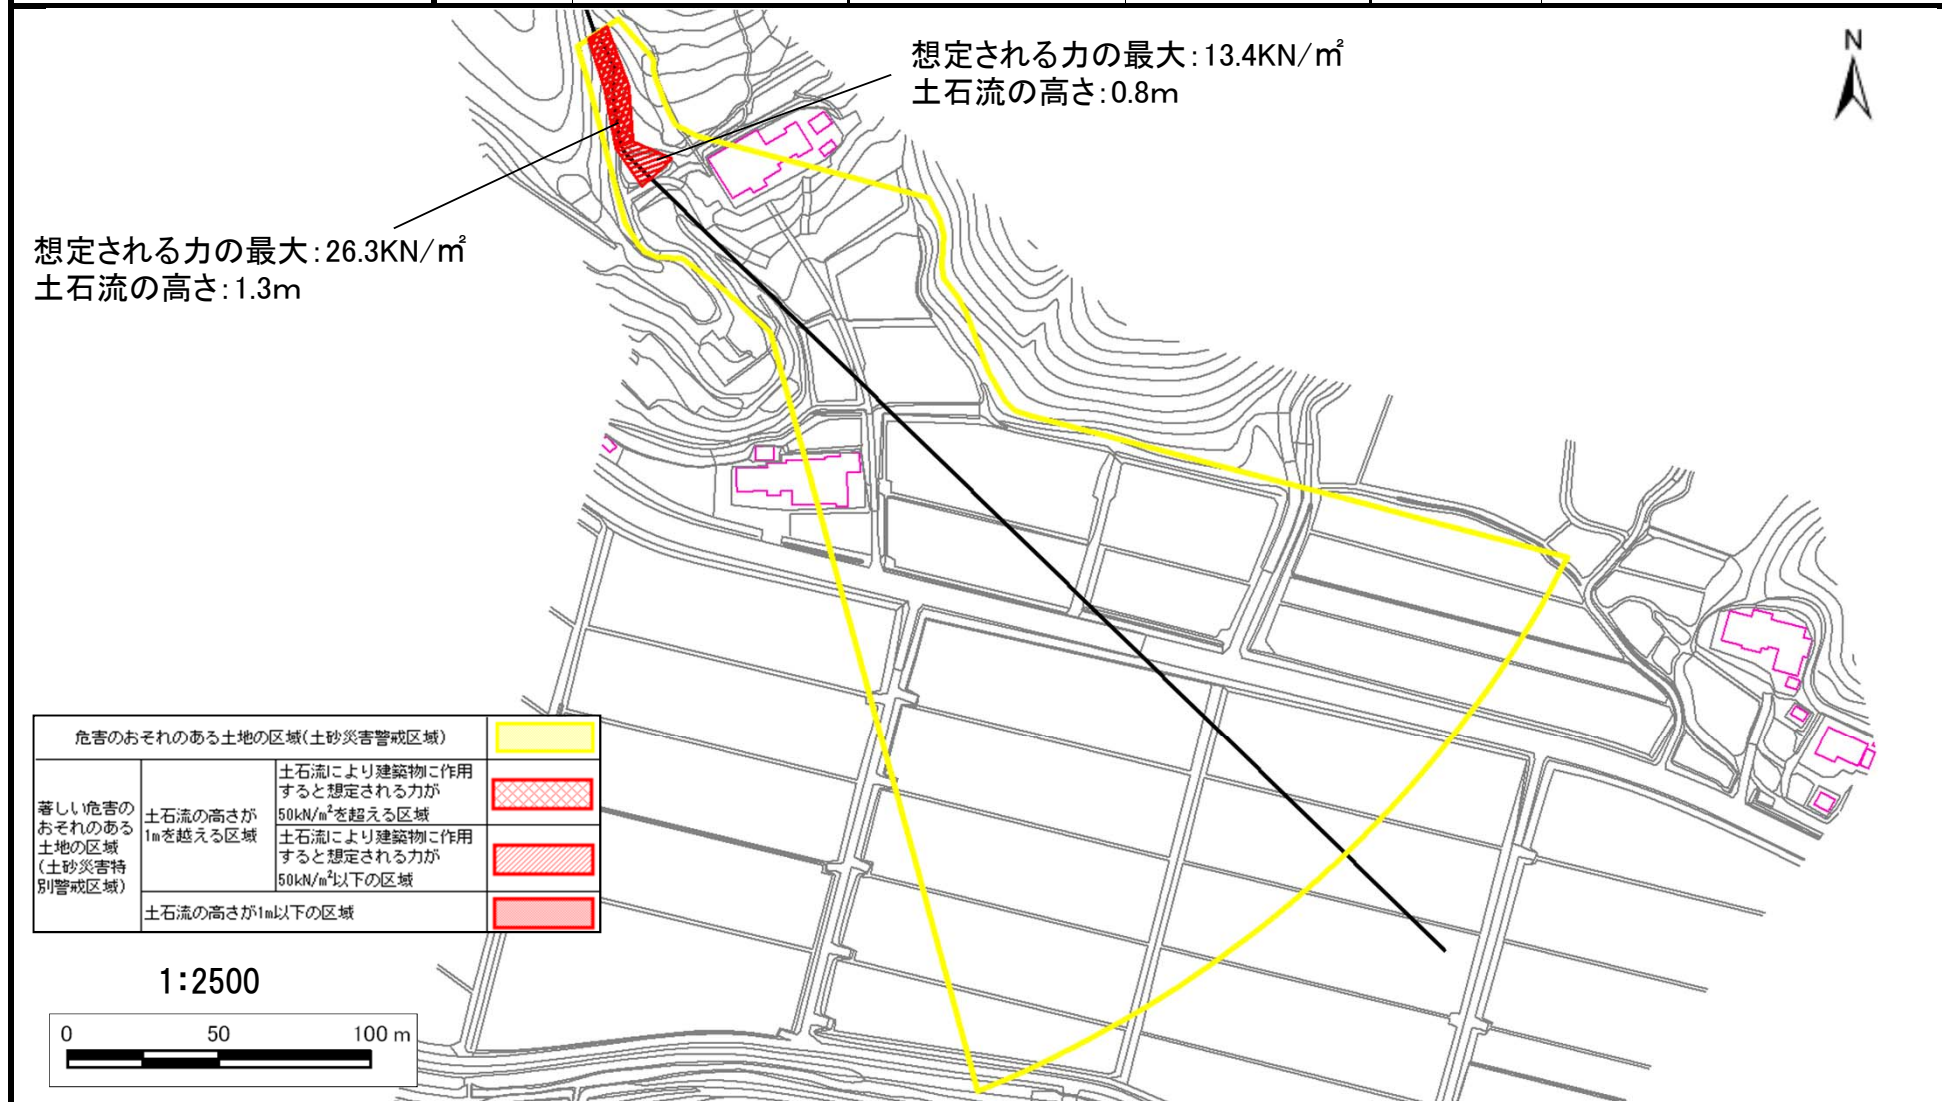 想定される力の最大：13.4KN/㎡
土石流の高さ：0.8m
N
想定される力の最大：26.3KN/㎡
土石流の高さ：1.3m
危害のおそれのある土地の区域(土砂災害警戒区域)
著しい危害の
おそれのある
土地の区域
(土砂災害特
別警戒区域)
土石流の高さが
1mを越える区域
土石流により建築物に作用
すると想定される力が
50kN/m²を超える区域
土石流により建築物に作用
すると想定される力が
50kN/m²以下の区域
土石流の高さが1m以下の区域
1:2500
0 50 100 m